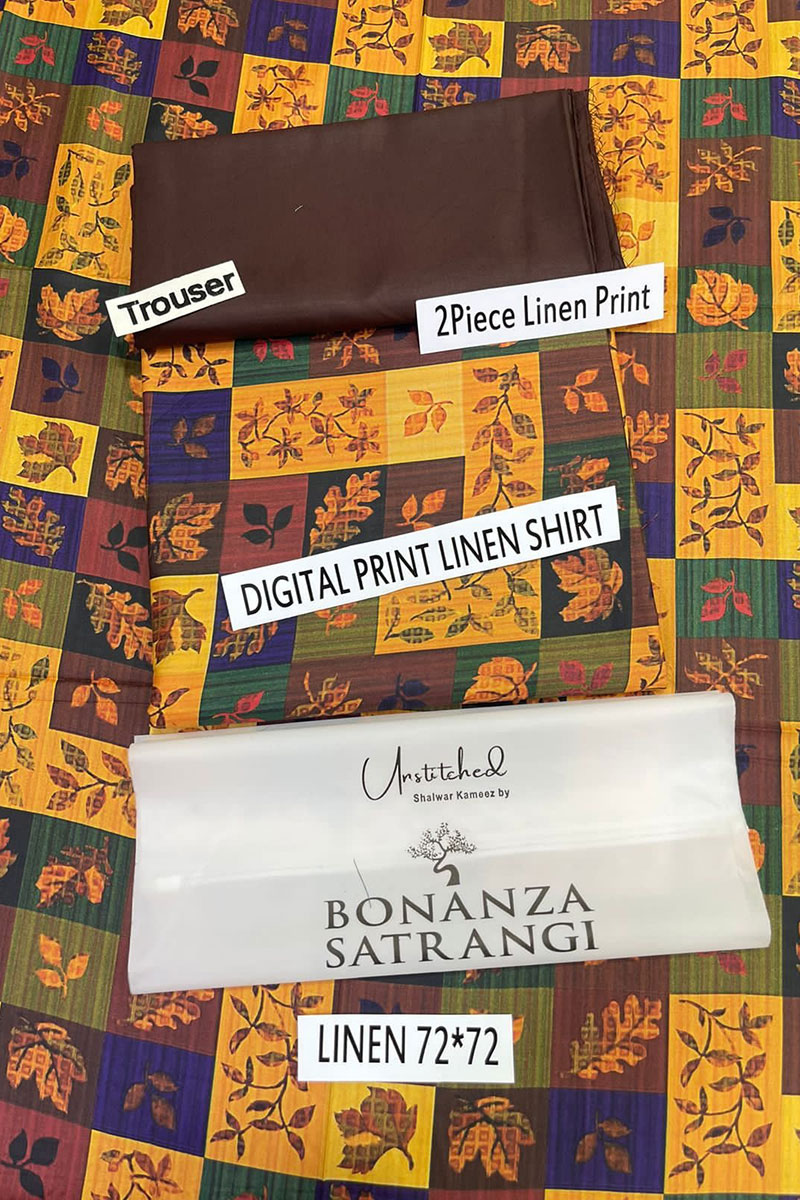 Trouser
2Piece Linen Print
DIGITAL PRINT LINEN SHIRT
Unstitched
Shalwar Kameez by
BONANZA
SATRANGI
LINEN 72*72